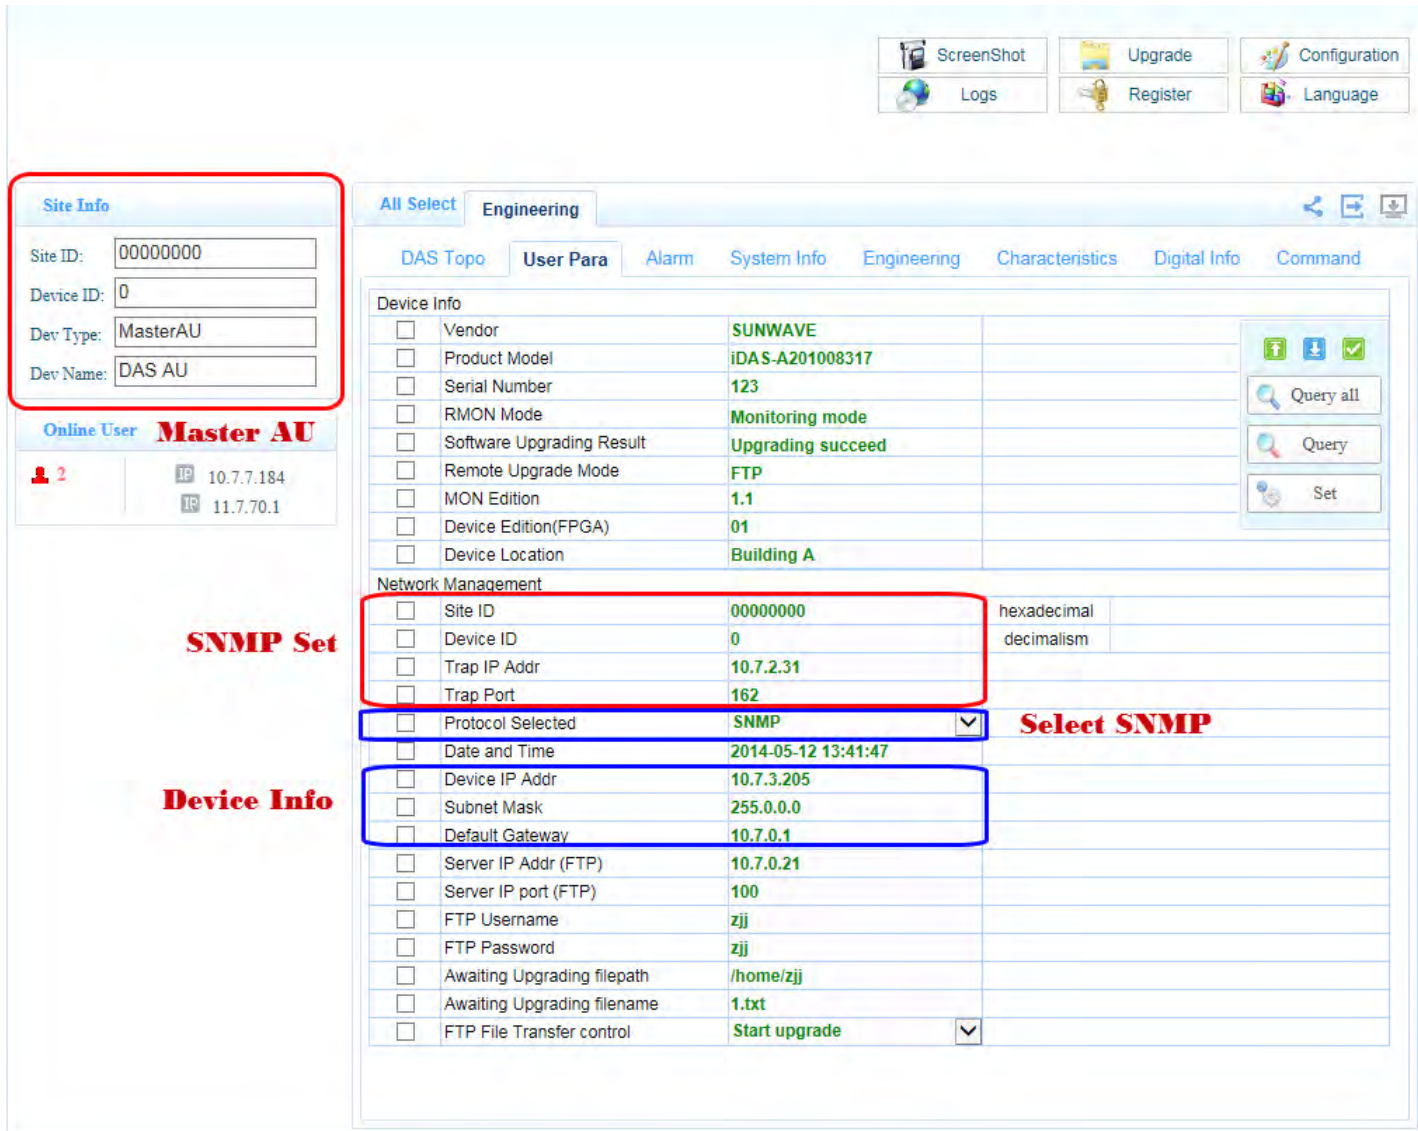 ScreenShot Upgrade Configuration
Logs Register Language
Site Info
Site ID: 00000000
Device ID: 0
Dev Type: MasterAU
Dev Name: DAS AU
Online User Master AU
2 IP 10.7.7.184
IP 11.7.70.1
SNMP Set
Device Info
All Select Engineering
DAS Topo User Para Alarm System Info Engineering Characteristics Digital Info Command
Device Info
Vendor SUNWAVE
Product Model iDAS-A201008317
Serial Number 123
RMON Mode Monitoring mode
Software Upgrading Result Upgrading succeed
Remote Upgrade Mode FTP
MON Edition 1.1
Device Edition(FPGA) 01
Device Location Building A
Query all
Query
Set
Network Management
Site ID 00000000 hexadecimal
Device ID 0 decimalism
Trap IP Addr 10.7.2.31
Trap Port 162
Protocol Selected SNMP Select SNMP
Date and Time 2014-05-12 13:41:47
Device IP Addr 10.7.3.205
Subnet Mask 255.0.0.0
Default Gateway 10.7.0.1
Server IP Addr (FTP) 10.7.0.21
Server IP port (FTP) 100
FTP Username zjj
FTP Password zjj
Awaiting Upgrading filepath /home/zjj
Awaiting Upgrading filename 1.txt
FTP File Transfer control Start upgrade